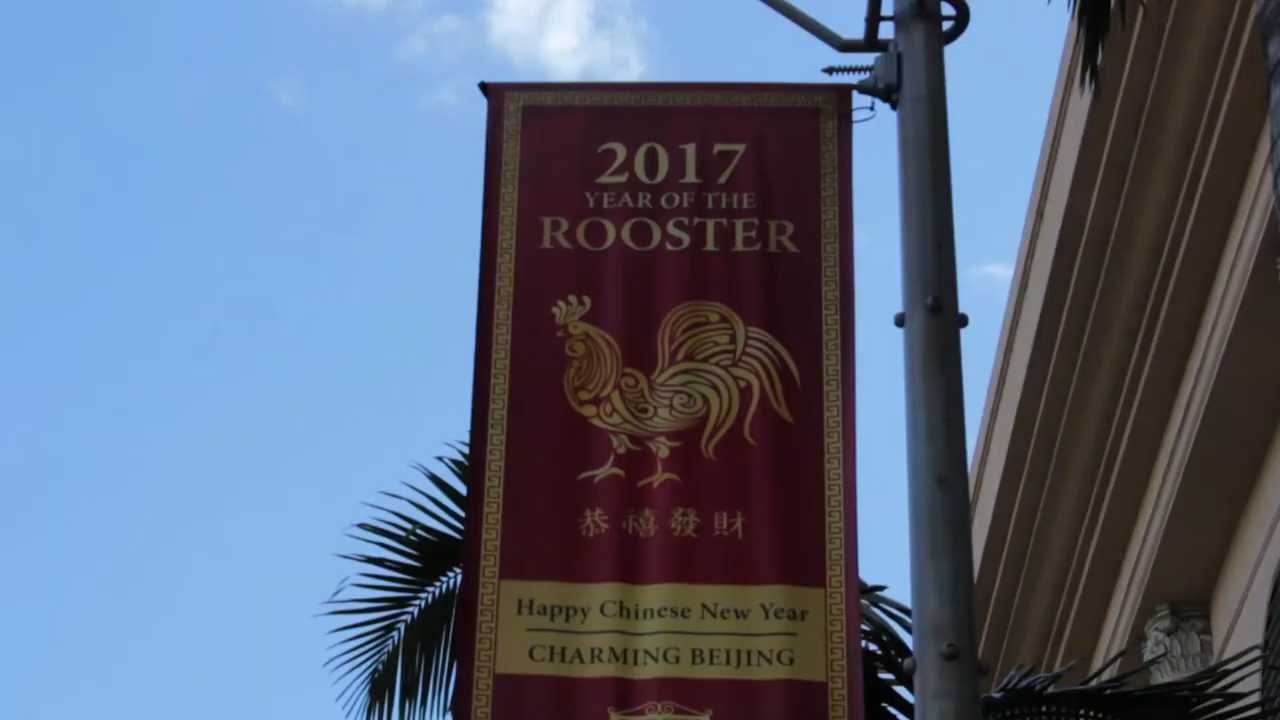 2017
YEAR OF THE
ROOSTER
恭禧發財
Happy Chinese New Year
CHARMING BEIJING